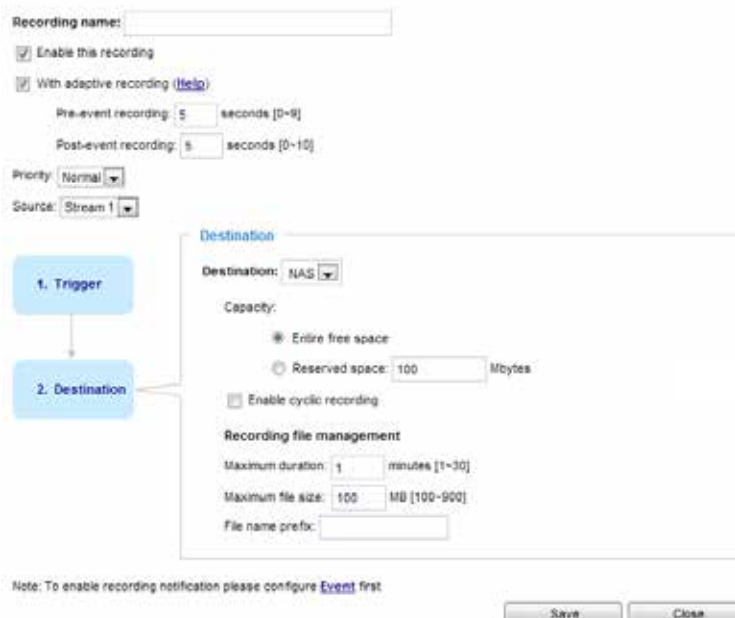 Recording name:
Enable this recording
With adaptive recording (Help)
Pre-event recording: 5 seconds [0~9]
Post-event recording: 5 seconds [0~10]
Priority: Normal
Source: Stream 1
1. Trigger
2. Destination
Destination
Destination: NAS
Capacity:
Entire free space
Reserved space: 100 Mbytes
Enable cyclic recording
Recording file management
Maximum duration: 1 minutes [1~30]
Maximum file size: 100 MB [100~900]
File name prefix:
Note: To enable recording notification please configure Event first
Save Close